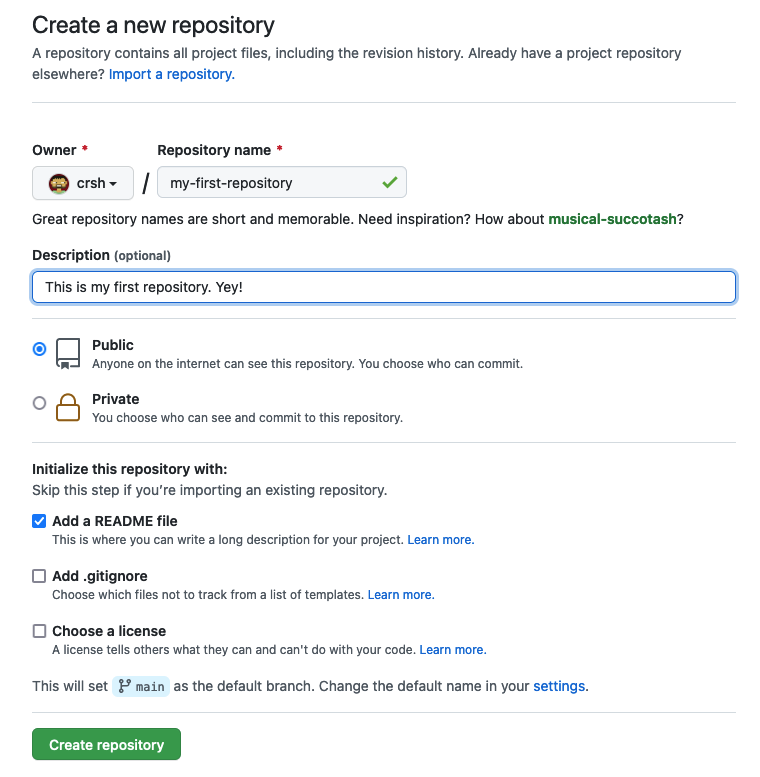 Create a new repository
A repository contains all project files, including the revision history. Already have a project repository
elsewhere? Import a repository.
Owner * Repository name *
crsh / my-first-repository
Great repository names are short and memorable. Need inspiration? How about musical-succotash?
Description (optional)
This is my first repository. Yey!
Public
Anyone on the internet can see this repository. You choose who can commit.
Private
You choose who can see and commit to this repository.
Initialize this repository with:
Skip this step if you’re importing an existing repository.
Add a README file
This is where you can write a long description for your project. Learn more.
Add .gitignore
Choose which files not to track from a list of templates. Learn more.
Choose a license
A license tells others what they can and can't do with your code. Learn more.
This will set main as the default branch. Change the default name in your settings.
Create repository